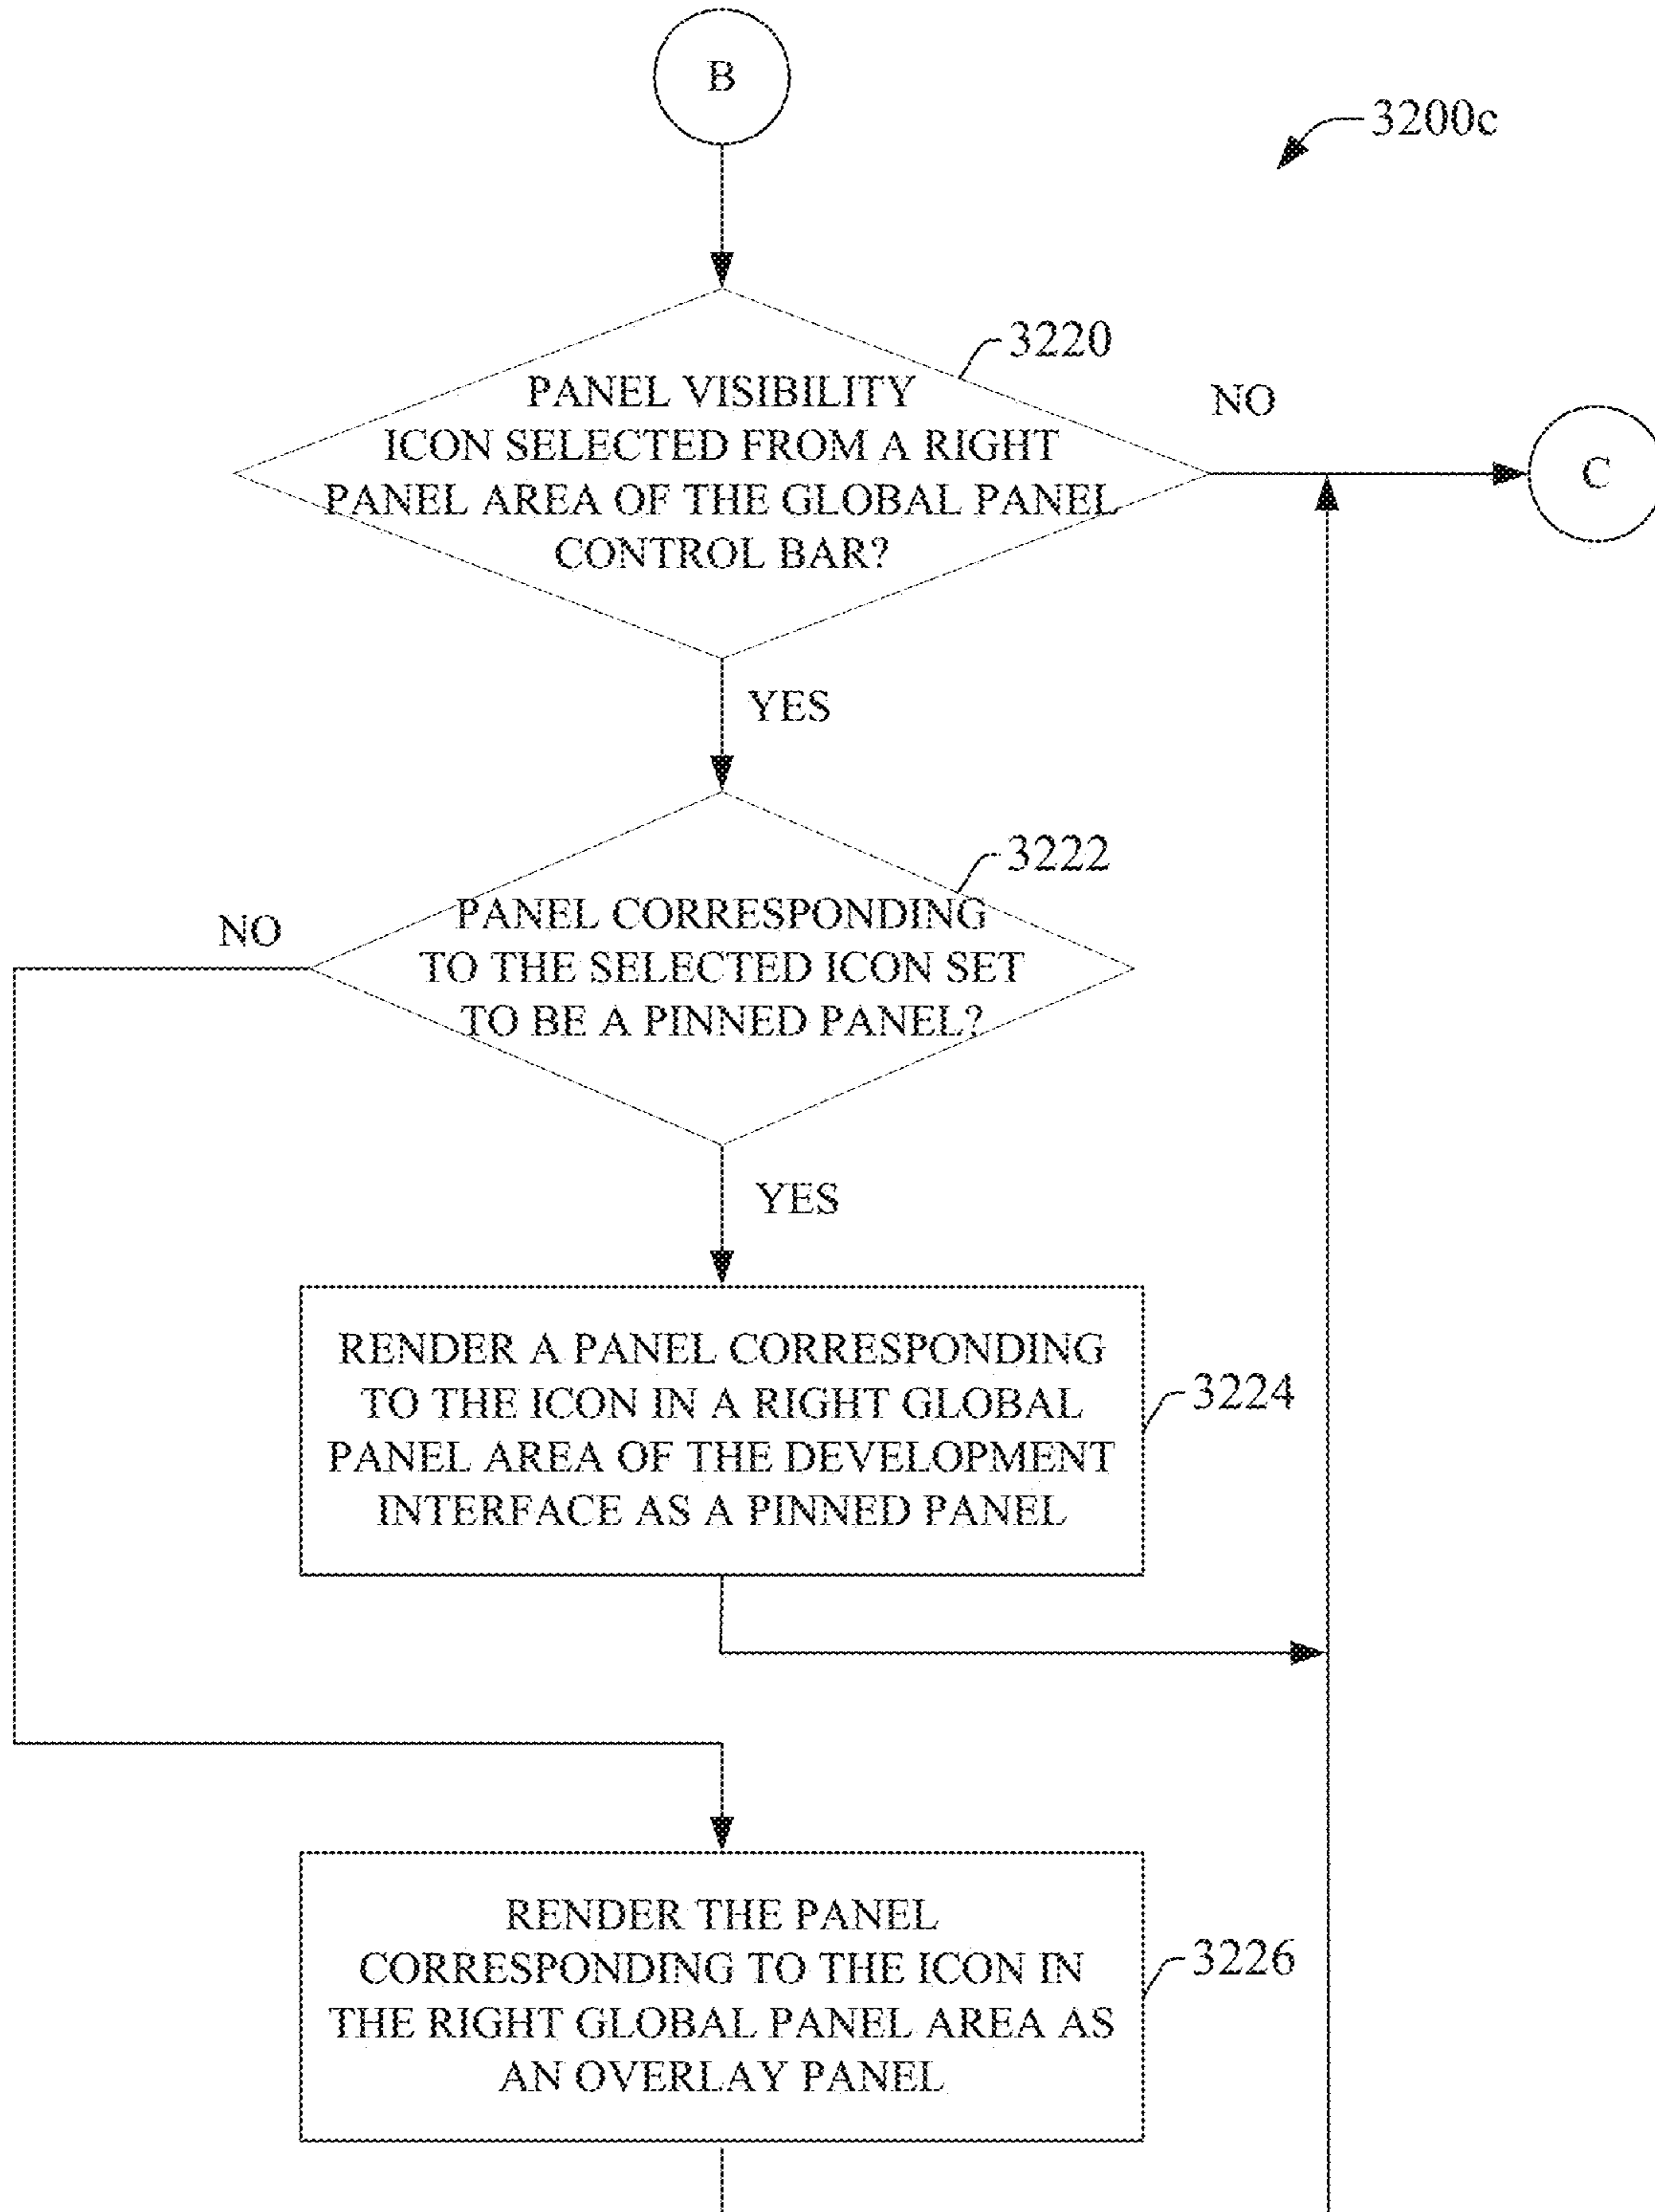 B
3200c
3220
PANEL VISIBILITY
ICON SELECTED FROM A RIGHT
PANEL AREA OF THE GLOBAL PANEL
CONTROL BAR?
NO
C
YES
3222
PANEL CORRESPONDING
TO THE SELECTED ICON SET
TO BE A PINNED PANEL?
NO
YES
RENDER A PANEL CORRESPONDING
TO THE ICON IN A RIGHT GLOBAL
PANEL AREA OF THE DEVELOPMENT
INTERFACE AS A PINNED PANEL
3224
RENDER THE PANEL
CORRESPONDING TO THE ICON IN
THE RIGHT GLOBAL PANEL AREA AS
AN OVERLAY PANEL
3226